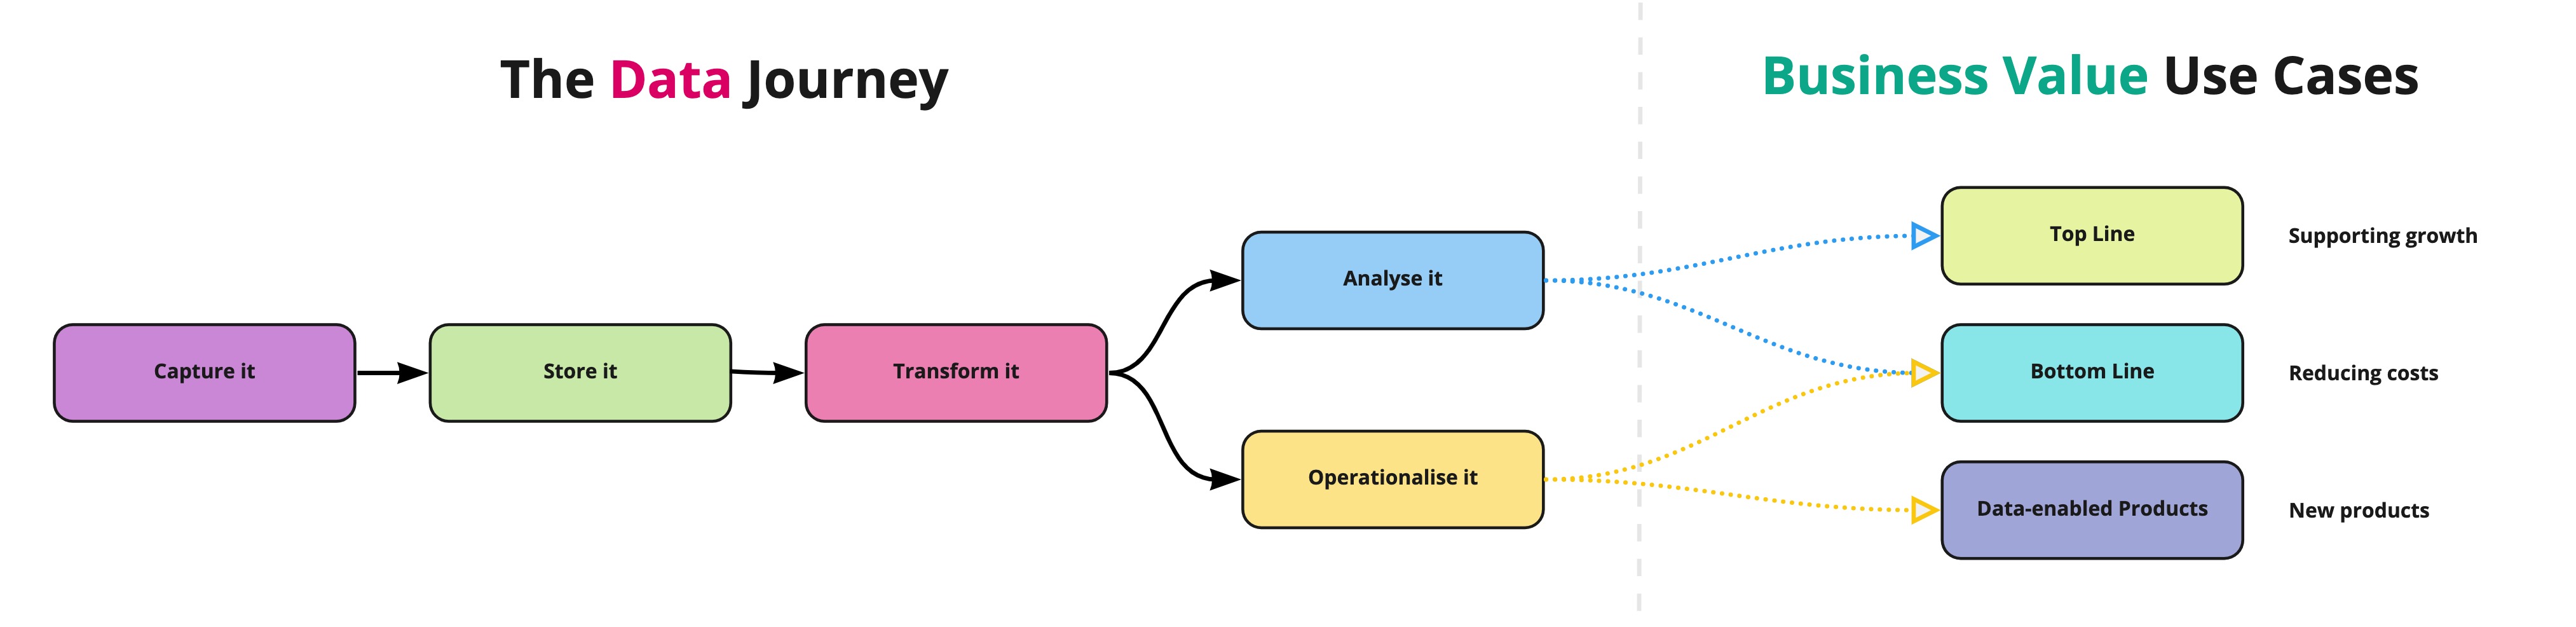 The Data Journey
Business Value Use Cases
Capture it
Store it
Transform it
Analyse it
Operationalise it
Top Line
Supporting growth
Bottom Line
Reducing costs
Data-enabled Products
New products